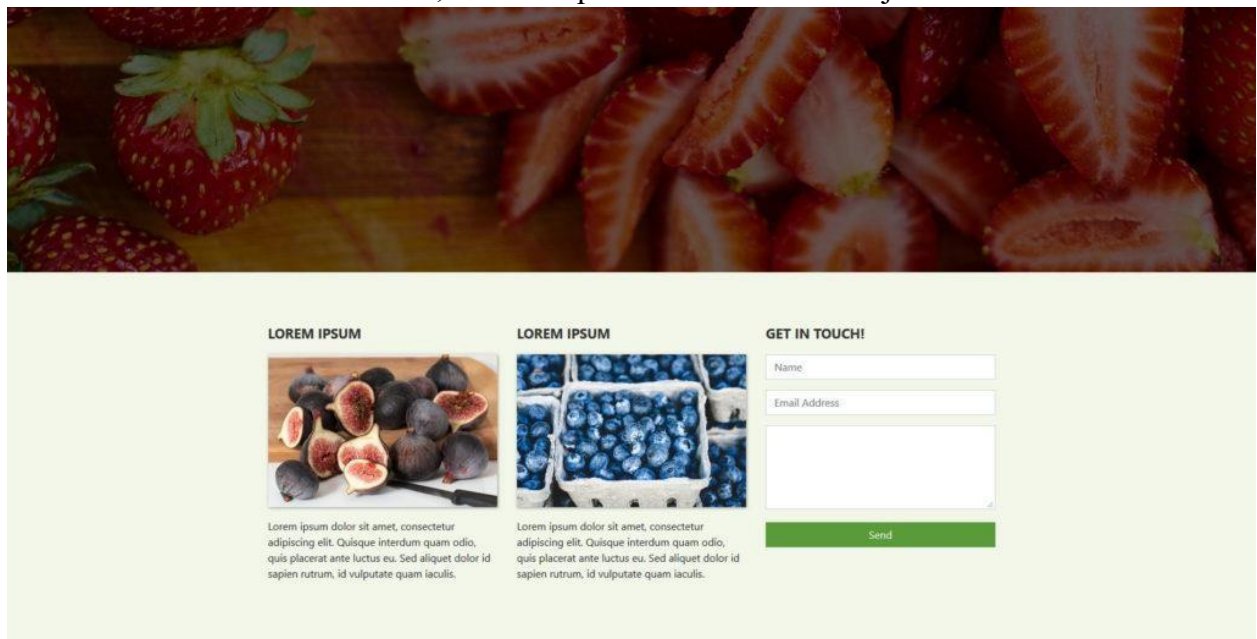 LOREM IPSUM
Lorem ipsum dolor sit amet, consectetur
adipiscing elit. Quisque interdum quam odio,
quis placerat ante luctus eu. Sed aliquet dolor id
sapien rutrum, id vulputate quam iaculis.
LOREM IPSUM
Lorem ipsum dolor sit amet, consectetur
adipiscing elit. Quisque interdum quam odio,
quis placerat ante luctus eu. Sed aliquet dolor id
sapien rutrum, id vulputate quam iaculis.
GET IN TOUCH!
Name
Email Address
Send